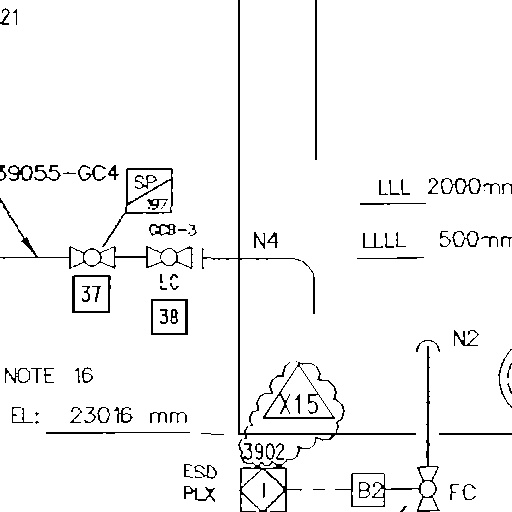 21
39055-GC4
SP
197
GCB-3
LLL 2000mm
N4
LLLL 500mm
LC
37
38
N2
NOTE 16
X15
EL: 23016 mm
3902
ESD
PLX
I
B2
FC